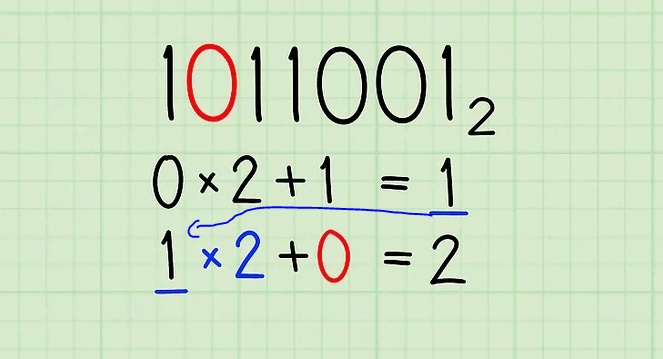 1011001₂
0 × 2 + 1 = 1
1 × 2 + 0 = 2